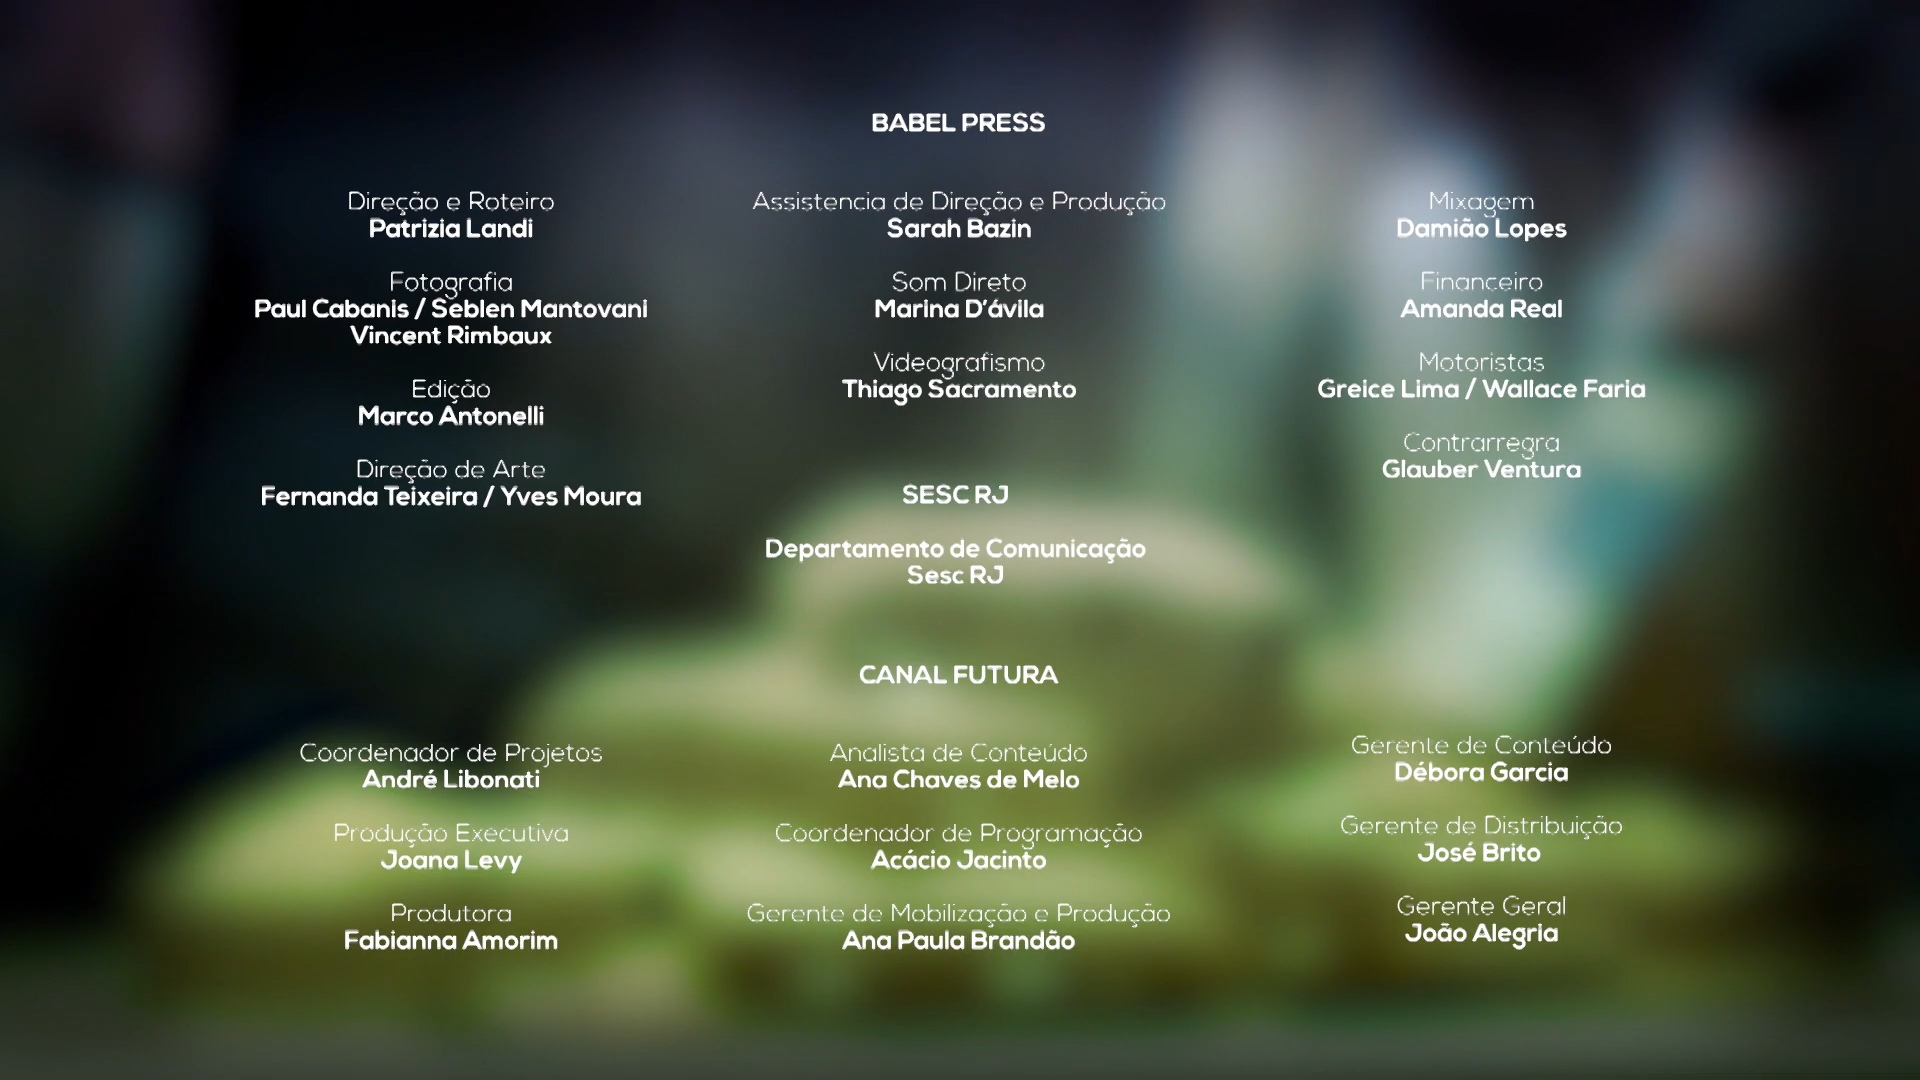 BABEL PRESS
Direção e Roteiro
Patrizia Landi
Fotografia
Paul Cabanis / Seblen Mantovani
Vincent Rimbaux
Edição
Marco Antonelli
Direção de Arte
Fernanda Teixeira / Yves Moura
Assistencia de Direção e Produção
Sarah Bazin
Som Direto
Marina D'ávila
Videografismo
Thiago Sacramento
Mixagem
Damião Lopes
Financeiro
Amanda Real
Motoristas
Greice Lima / Wallace Faria
Contrarregra
Glauber Ventura
SESC RJ
Departamento de Comunicação
Sesc RJ
CANAL FUTURA
Coordenador de Projetos
André Libonati
Produção Executiva
Joana Levy
Produtora
Fabianna Amorim
Analista de Conteúdo
Ana Chaves de Melo
Coordenador de Programação
Acácio Jacinto
Gerente de Mobilização e Produção
Ana Paula Brandão
Gerente de Conteúdo
Débora Garcia
Gerente de Distribuição
José Brito
Gerente Geral
João Alegria